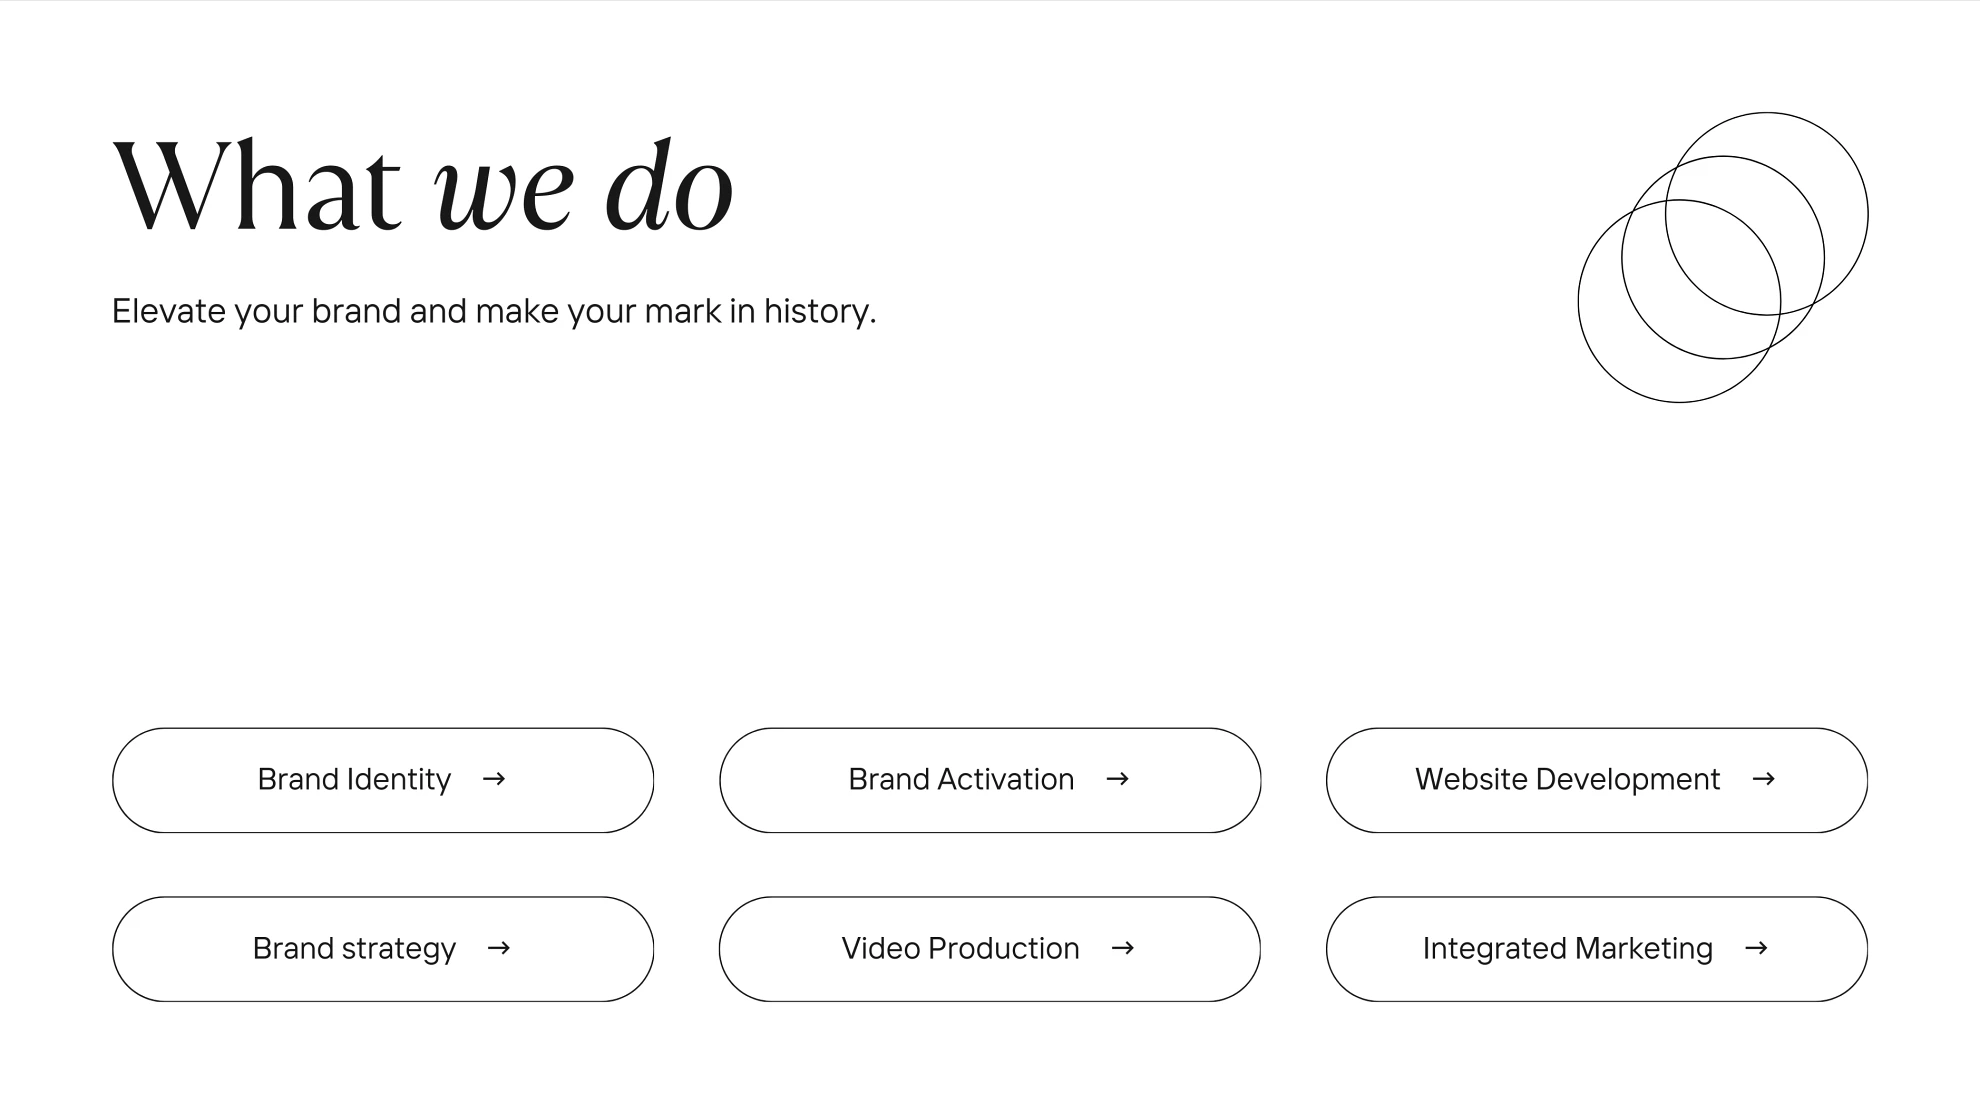 What we do
Elevate your brand and make your mark in history.
Brand Identity →
Brand Activation →
Website Development →
Brand strategy →
Video Production →
Integrated Marketing →